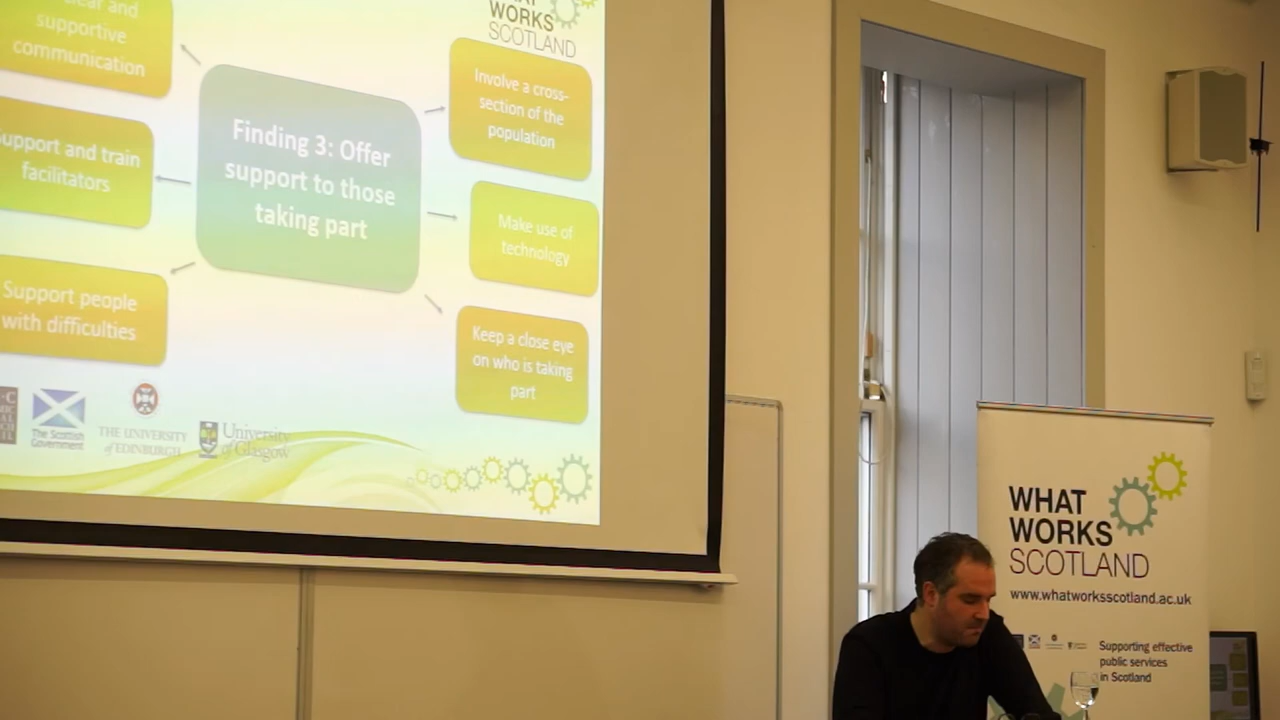 and
supportive
communication
Support and train
facilitators
Support people
with difficulties
Finding 3: Offer
support to those
taking part
WORKS
SCOTLAND
Involve a cross-
section of the
population
Make use of
technology
Keep a close eye
on who is taking
part
The Scottish
Government
THE UNIVERSITY
of EDINBURGH
University
of Glasgow
WHAT
WORKS
SCOTLAND
www.whatworksscotland.ac.uk
Supporting effective
public services
in Scotland